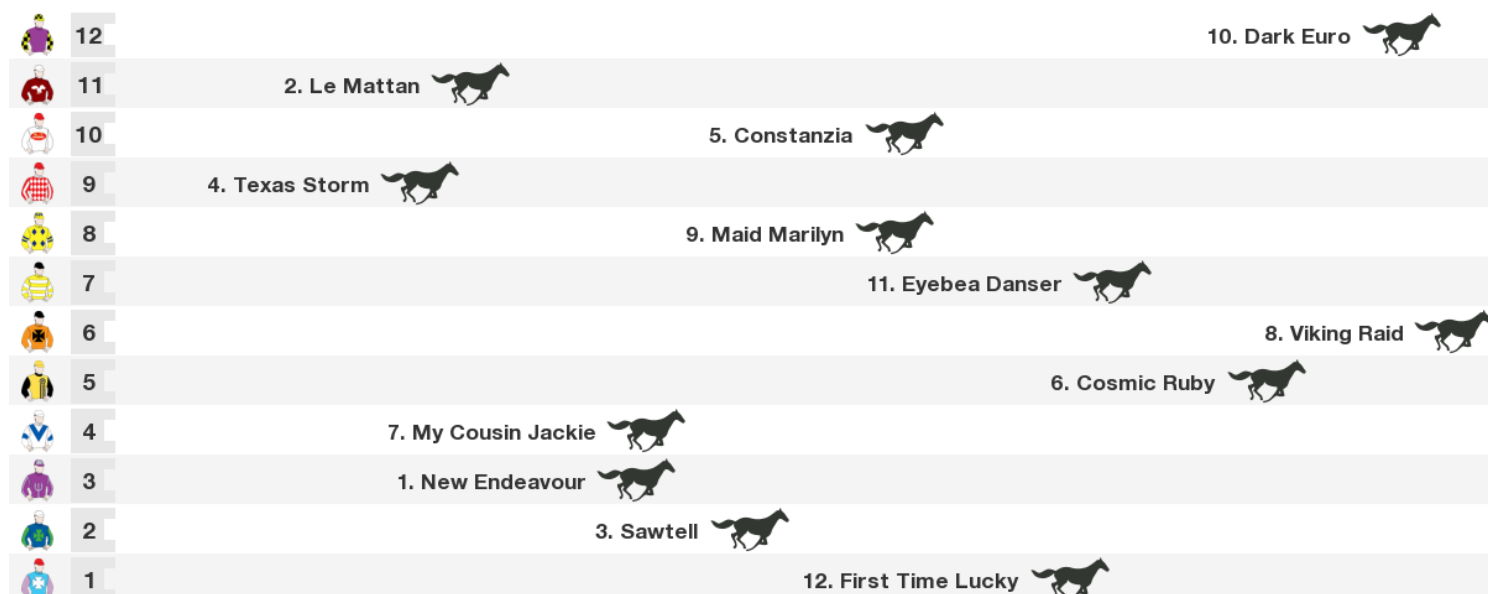 12 10. Dark Euro
11 2. Le Mattan
10 5. Constanzia
9 4. Texas Storm
8 9. Maid Marilyn
7 11. Eyebea Danser
6 8. Viking Raid
5 6. Cosmic Ruby
4 7. My Cousin Jackie
3 1. New Endeavour
2 3. Sawtell
1 12. First Time Lucky